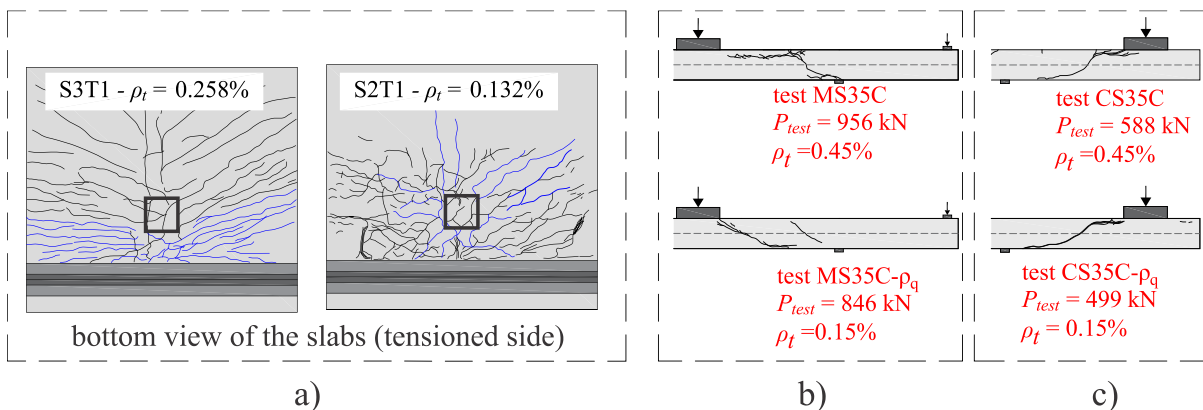 S3T1 - ρt = 0.258%
S2T1 - ρt = 0.132%
bottom view of the slabs (tensioned side)
a)
test MS35C
Ptest = 956 kN
ρt =0.45%
test MS35C-ρq
Ptest = 846 kN
ρt =0.15%
b)
test CS35C
Ptest = 588 kN
ρt =0.45%
test CS35C-ρq
Ptest = 499 kN
ρt =0.15%
c)